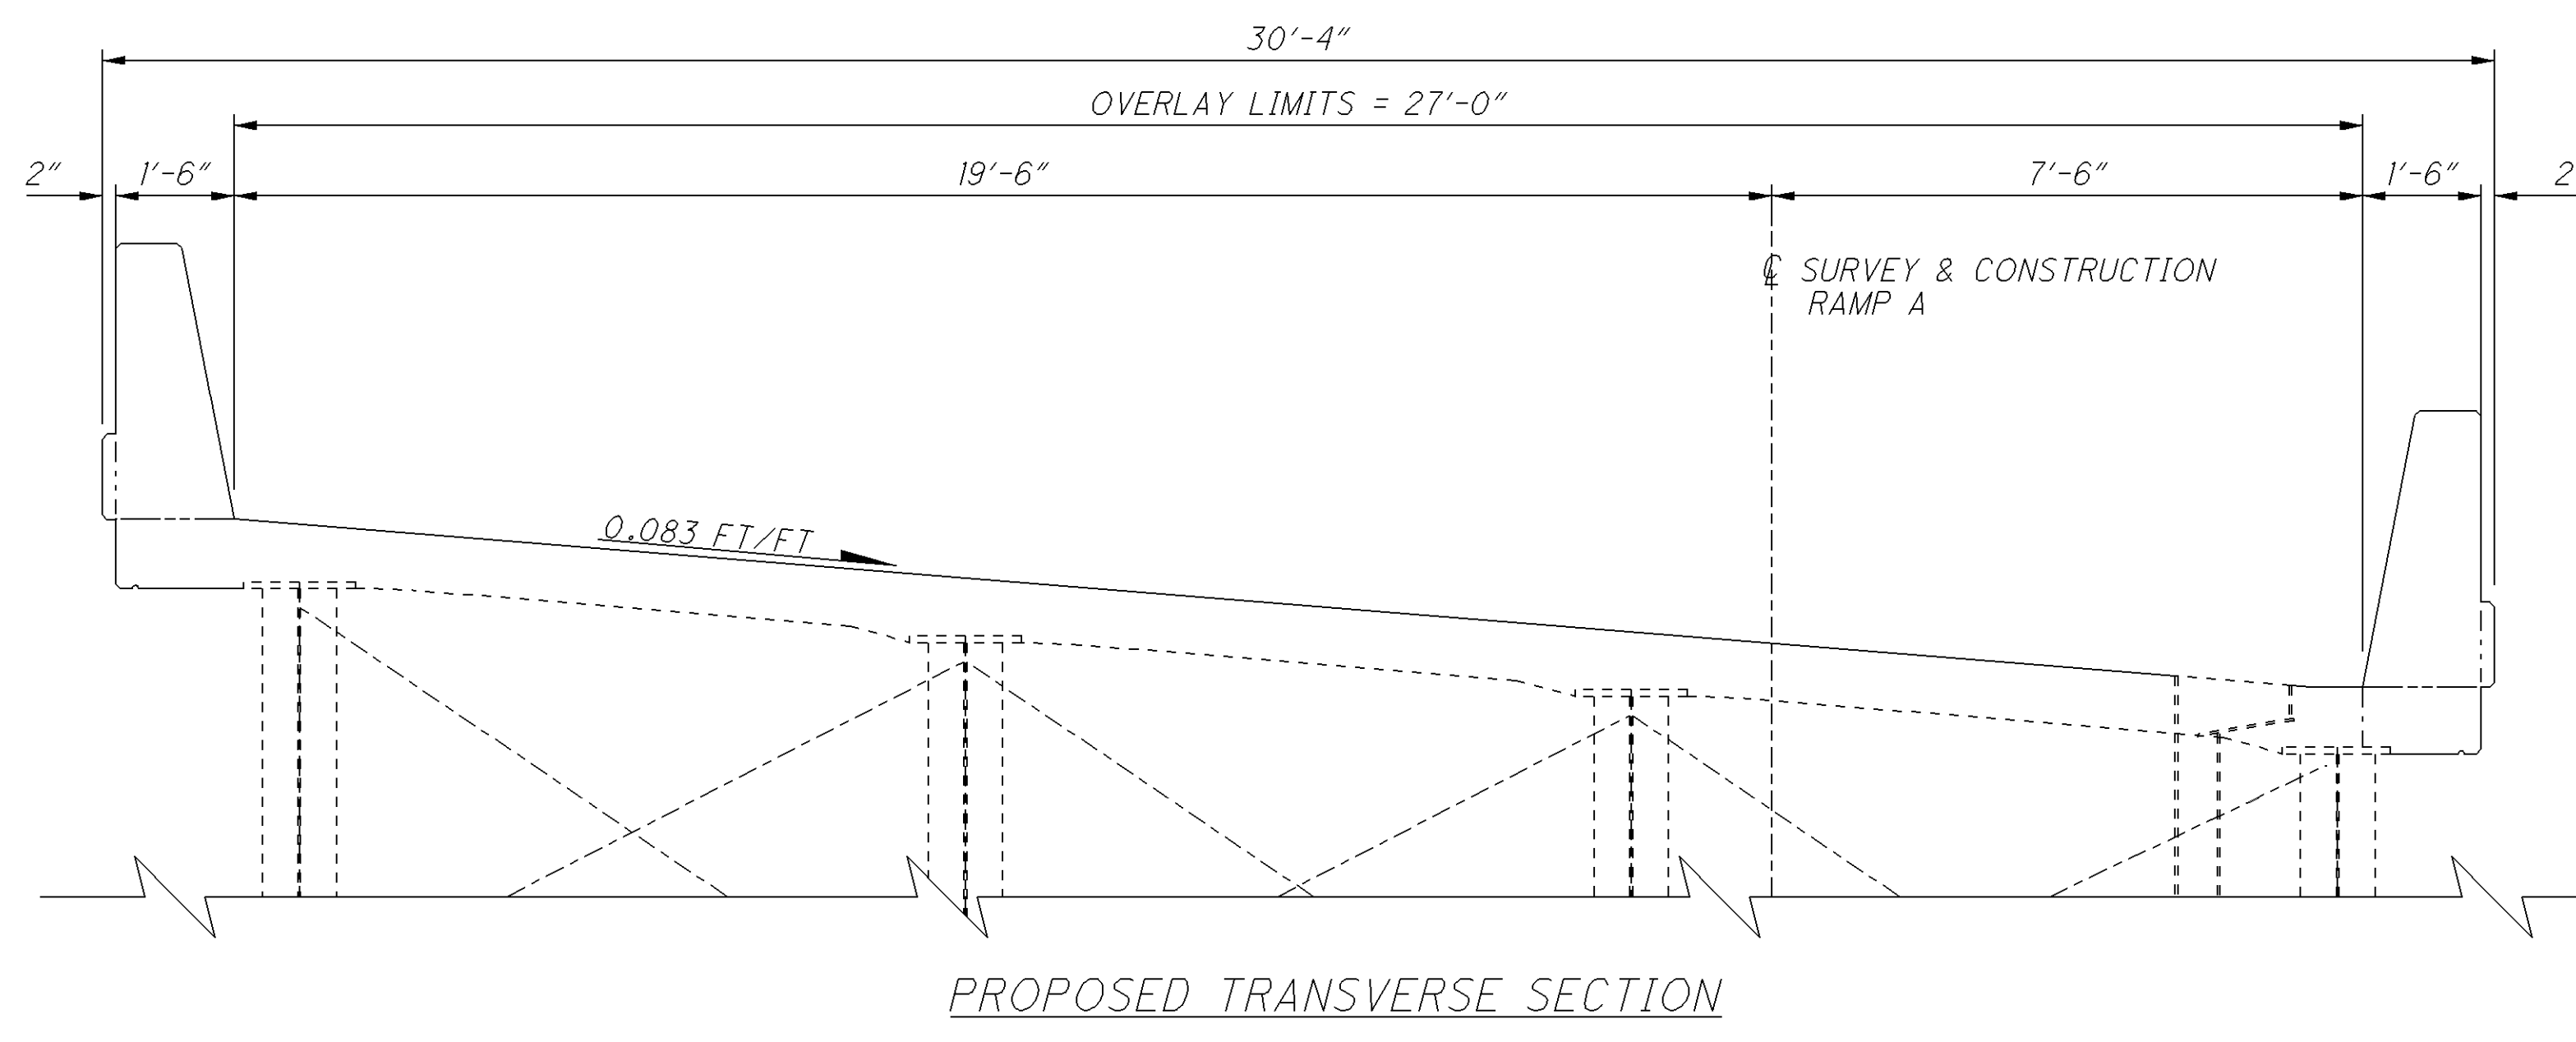 30'-4"
OVERLAY LIMITS = 27'-0"
2" 1'-6" 19'-6" 7'-6" 1'-6" 2
℄ SURVEY & CONSTRUCTION
RAMP A
0.083 FT/FT
PROPOSED TRANSVERSE SECTION